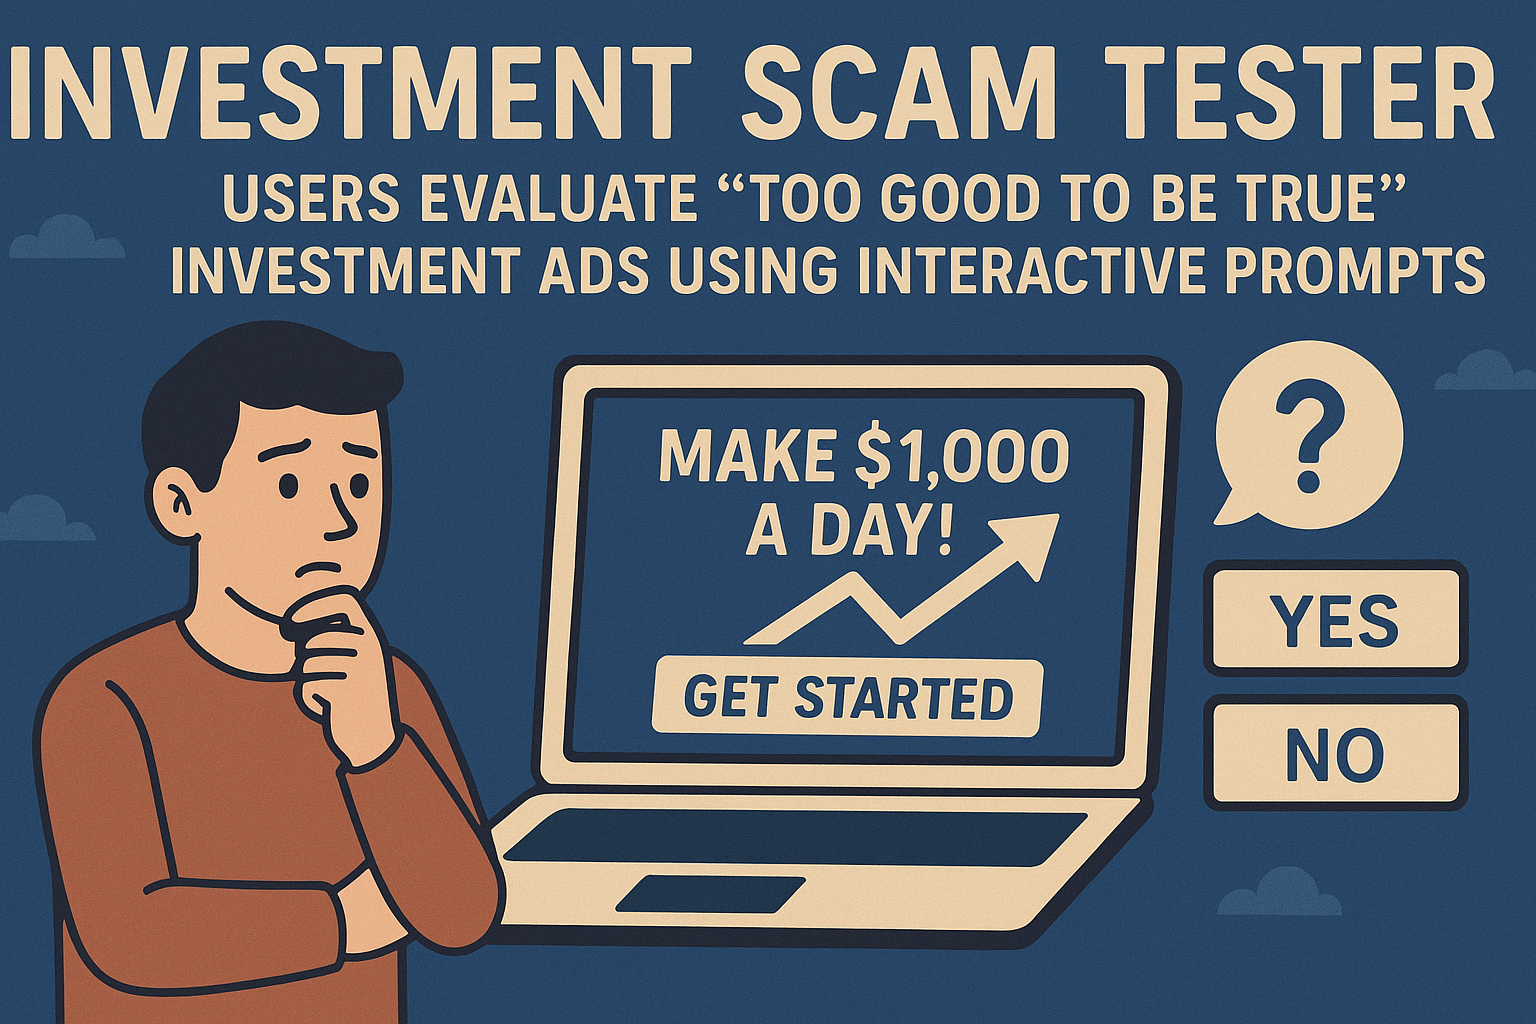 INVESTMENT SCAM TESTER
USERS EVALUATE “TOO GOOD TO BE TRUE”
INVESTMENT ADS USING INTERACTIVE PROMPTS
MAKE $1,000
A DAY!
GET STARTED
?
YES
NO